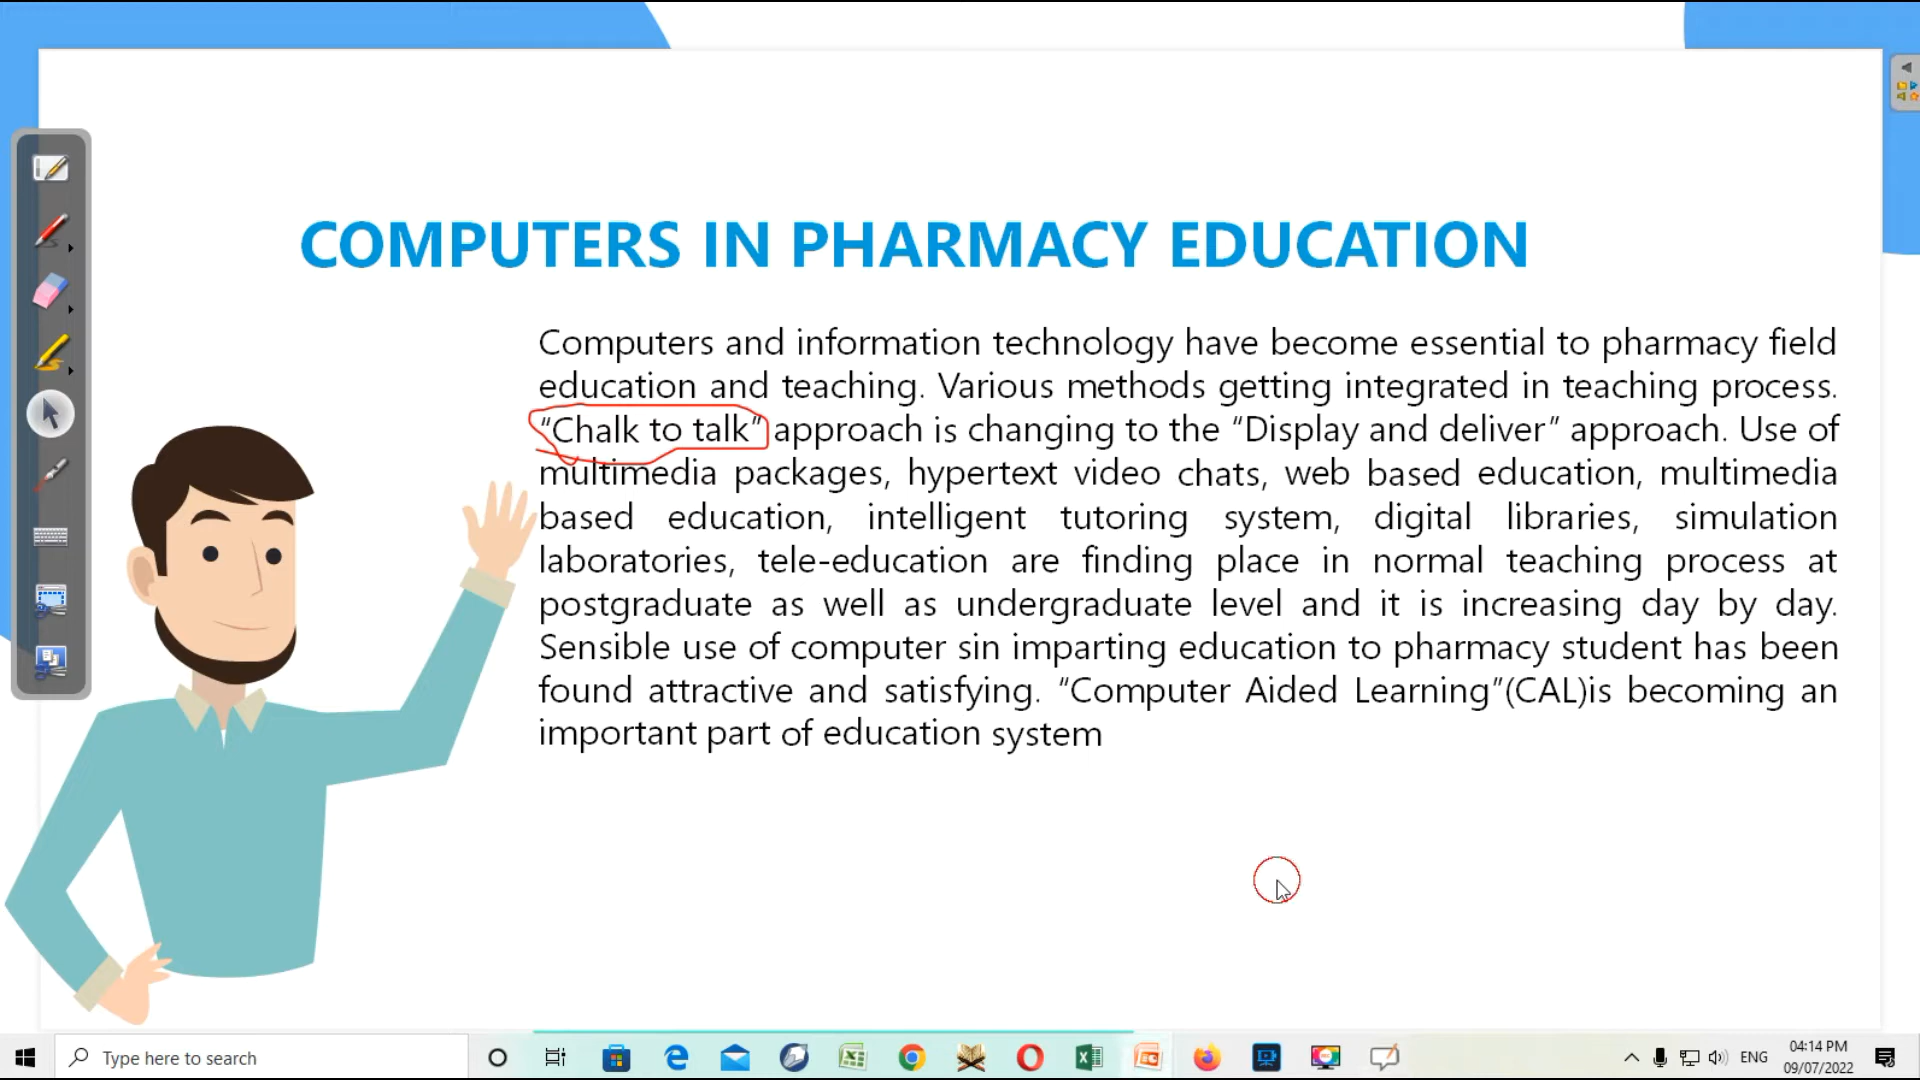 COMPUTERS IN PHARMACY EDUCATION
Computers and information technology have become essential to pharmacy field
education and teaching. Various methods getting integrated in teaching process.
“Chalk to talk” approach is changing to the “Display and deliver” approach. Use of
multimedia packages, hypertext video chats, web based education, multimedia
based education, intelligent tutoring system, digital libraries, simulation
laboratories, tele-education are finding place in normal teaching process at
postgraduate as well as undergraduate level and it is increasing day by day.
Sensible use of computer sin imparting education to pharmacy student has been
found attractive and satisfying. “Computer Aided Learning”(CAL)is becoming an
important part of education system
Type here to search
ENG
04:14 PM
09/07/2022